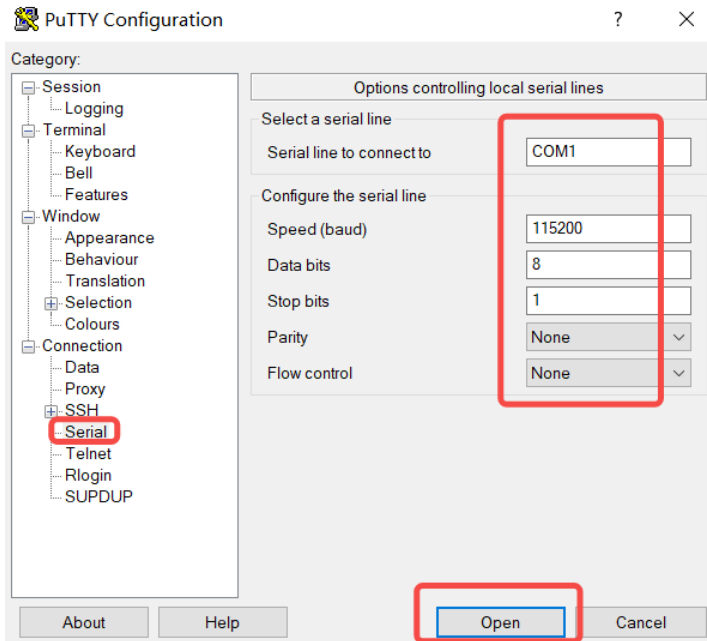 PuTTY Configuration
?
Category:
Session
Logging
Terminal
Keyboard
Bell
Features
Window
Appearance
Behaviour
Translation
Selection
Colours
Connection
Data
Proxy
SSH
Serial
Telnet
Rlogin
SUPDUP
Options controlling local serial lines
Select a serial line
Serial line to connect to COM1
Configure the serial line
Speed (baud) 115200
Data bits 8
Stop bits 1
Parity None
Flow control None
About Help Open Cancel